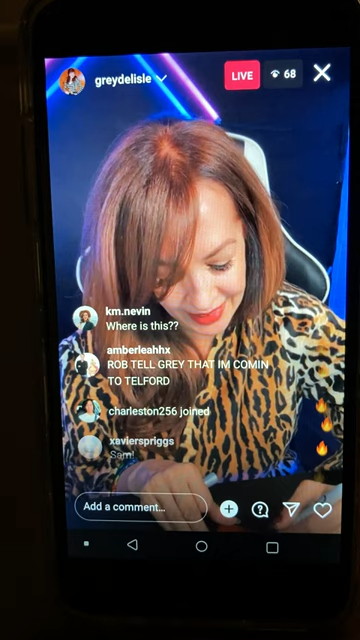 greydelisle
LIVE
68
km.nevin
Where is this??
amberleahhx
ROB TELL GREY THAT IM COMIN
TO TELFORD
charleston256 joined
xavierspriggs
Sam!
Add a comment...